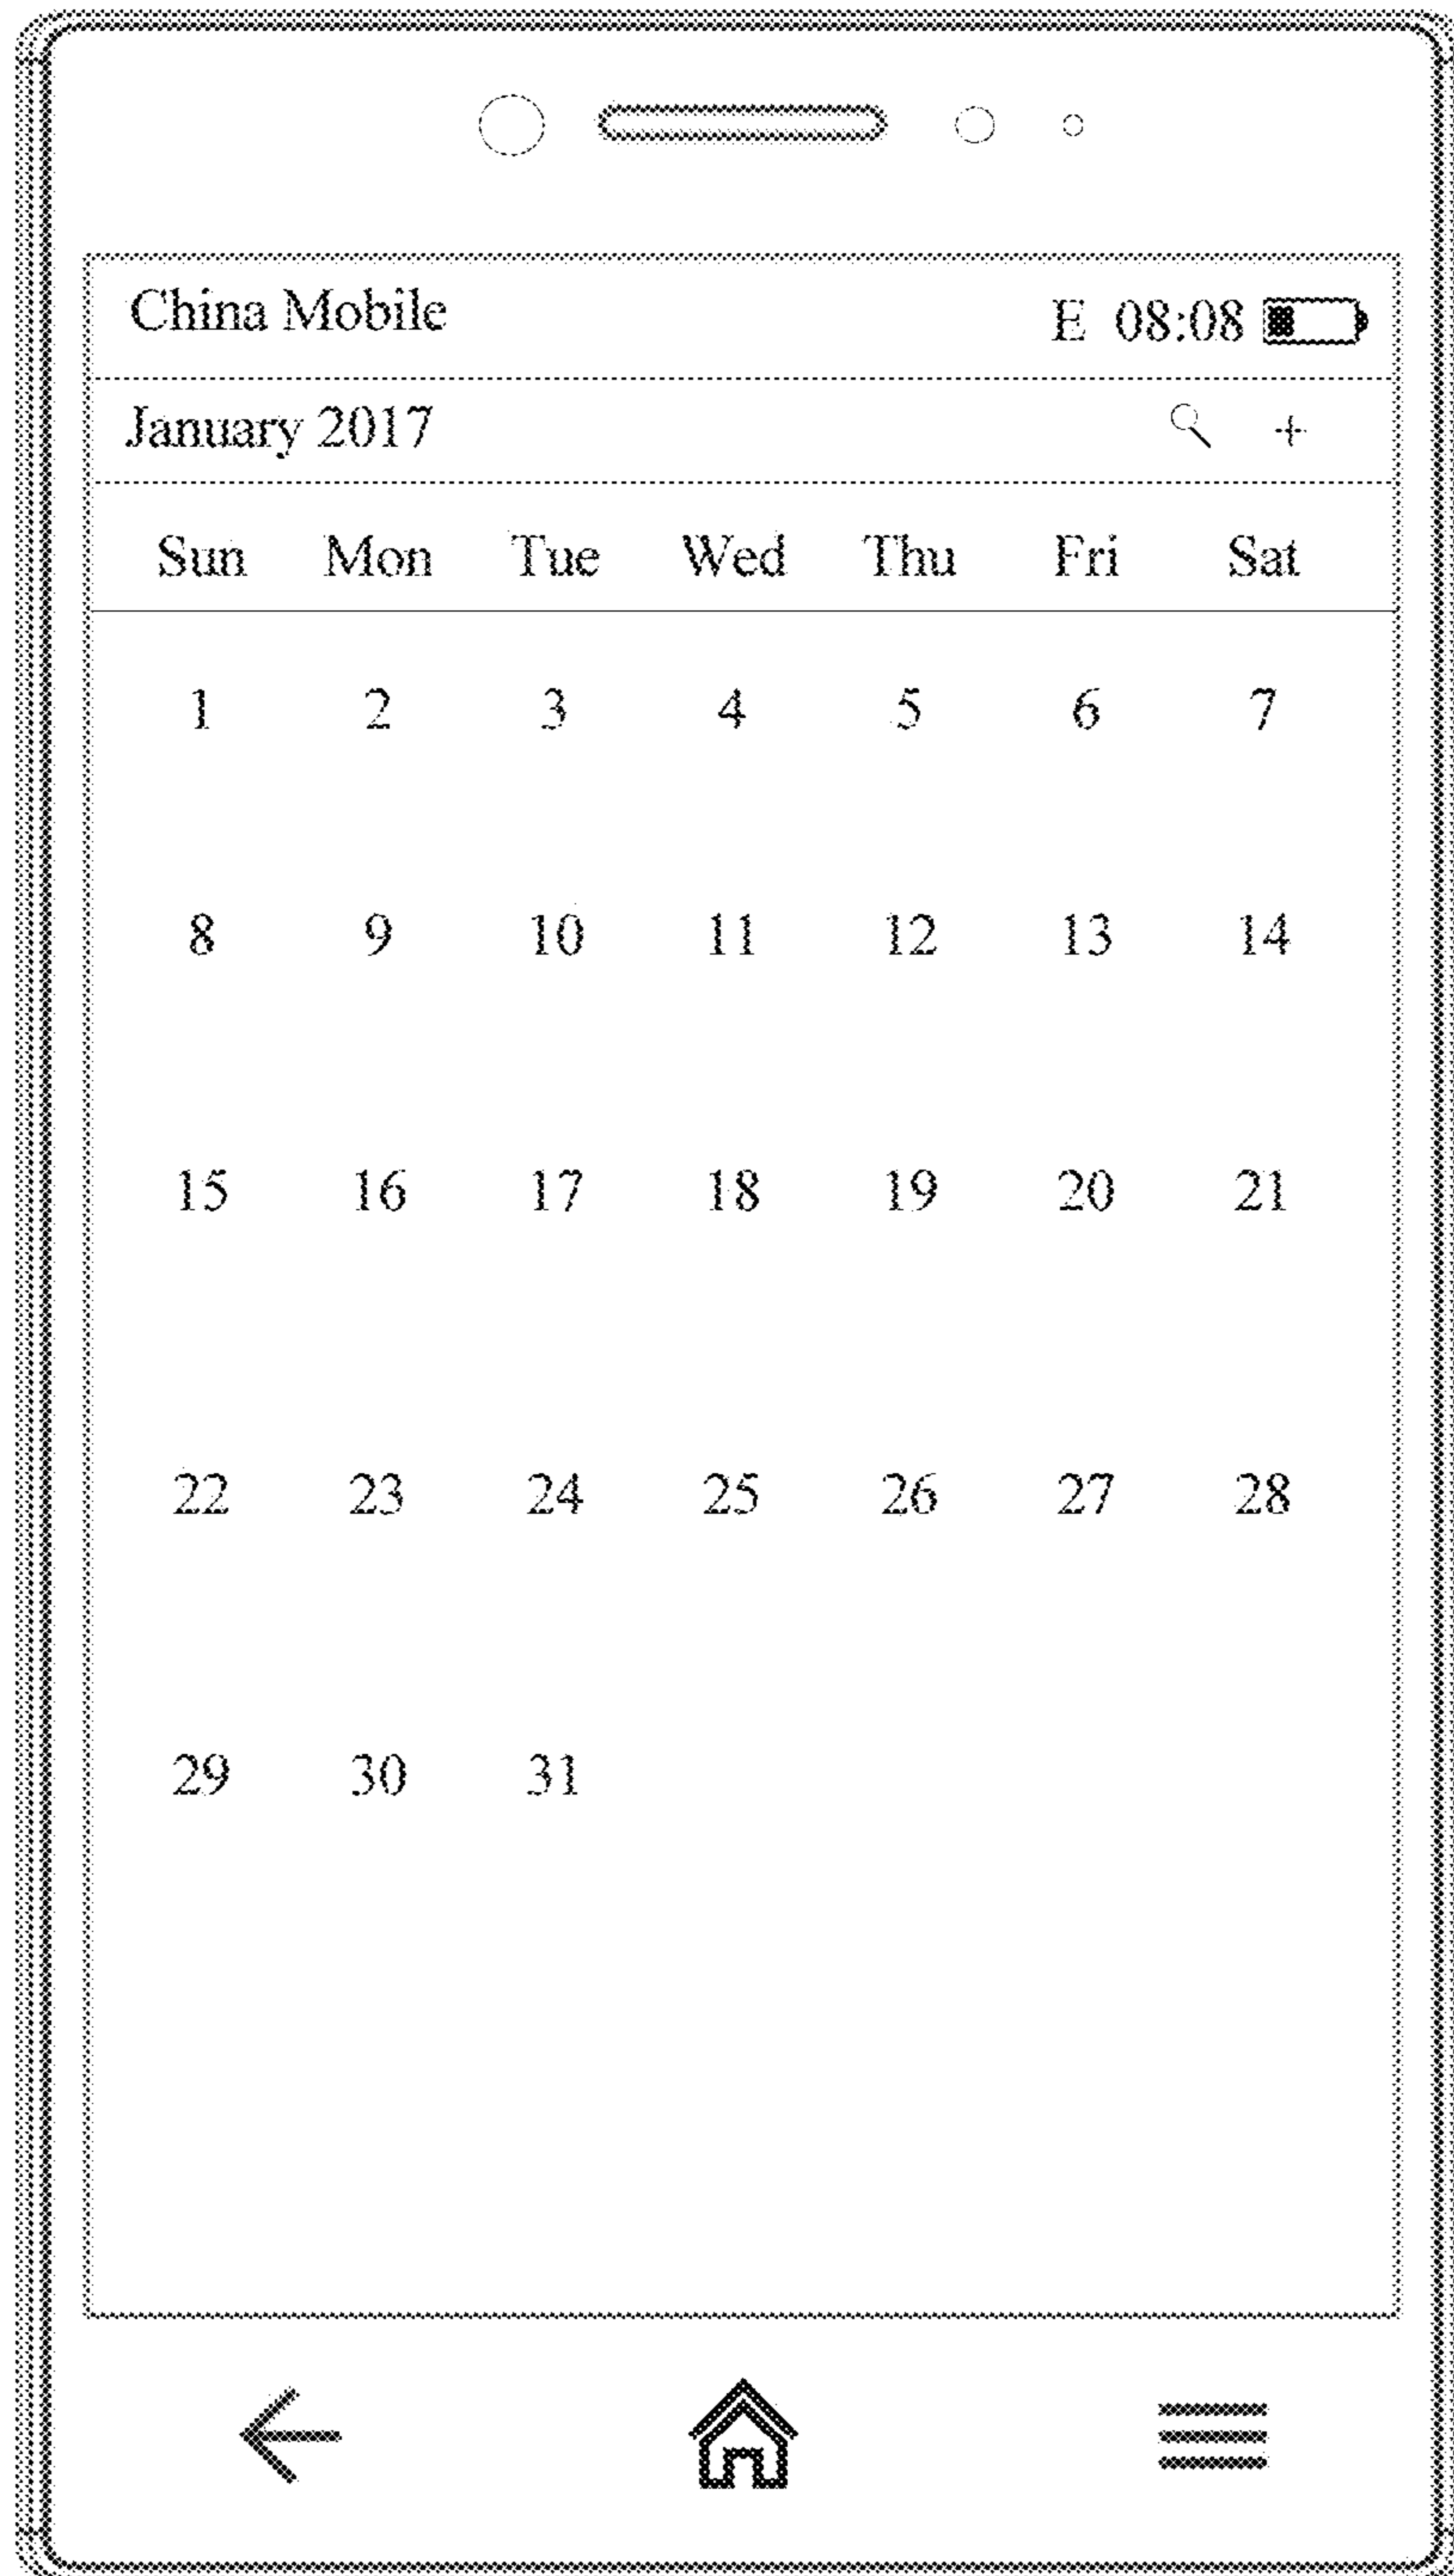 China Mobile E 08:08
January 2017 +
Sun Mon Tue Wed Thu Fri Sat
1 2 3 4 5 6 7
8 9 10 11 12 13 14
15 16 17 18 19 20 21
22 23 24 25 26 27 28
29 30 31